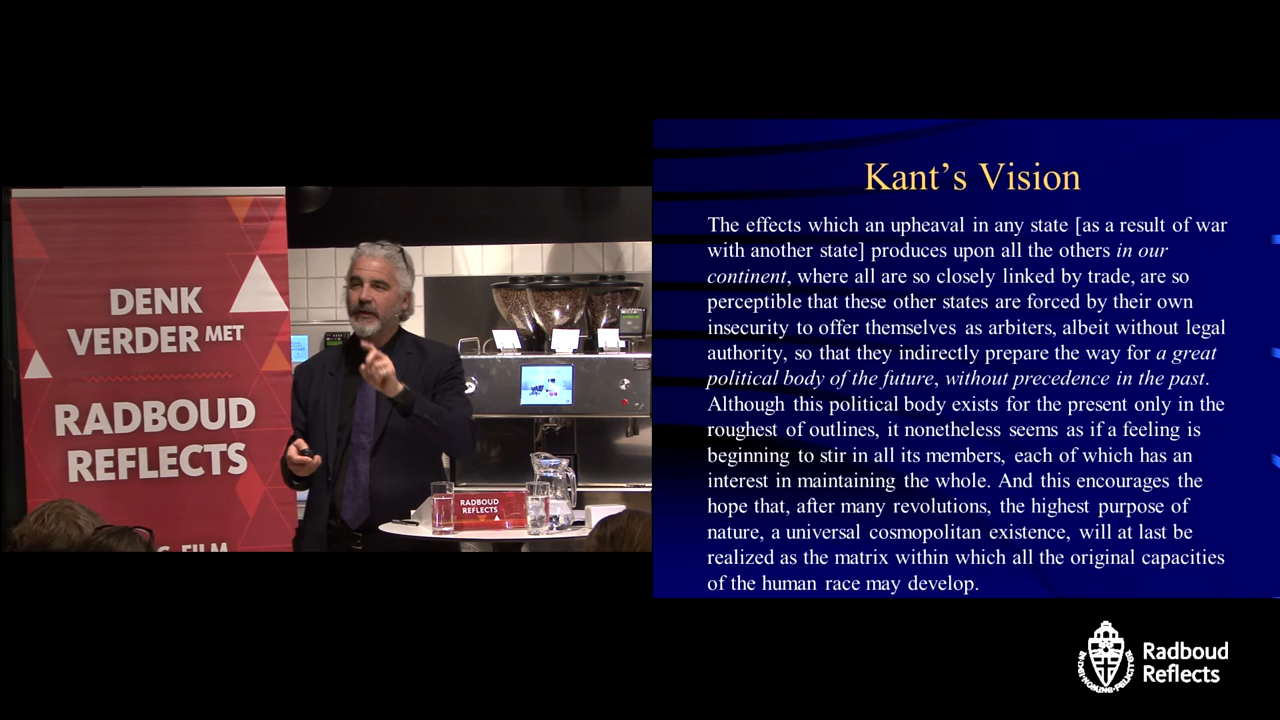 DENK
VERDER MET
RADBOUD
REFLECTS
FILM
RADBOUD
REFLECTS
Kant’s Vision
The effects which an upheaval in any state [as a result of war
with another state] produces upon all the others in our
continent, where all are so closely linked by trade, are so
perceptible that these other states are forced by their own
insecurity to offer themselves as arbiters, albeit without legal
authority, so that they indirectly prepare the way for a great
political body of the future, without precedence in the past.
Although this political body exists for the present only in the
roughest of outlines, it nonetheless seems as if a feeling is
beginning to stir in all its members, each of which has an
interest in maintaining the whole. And this encourages the
hope that, after many revolutions, the highest purpose of
nature, a universal cosmopolitan existence, will at last be
realized as the matrix within which all the original capacities
of the human race may develop.
Radboud
Reflects